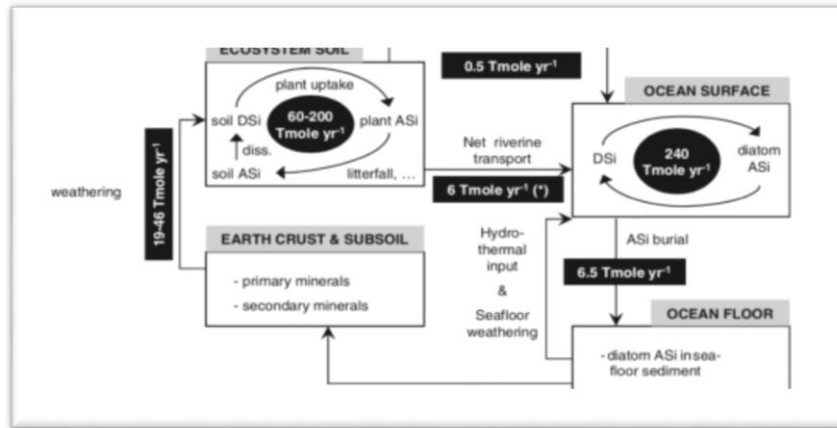 ECOSYSTEM SOIL
0.5 Tmole yr-1
plant uptake
OCEAN SURFACE
soil DSi
60-200
Tmole yr-1
plant ASi
diss.
soil ASi
litterfall, ...
weathering
19-46 Tmole yr-1
Net riverine
transport
6 Tmole yr-1 (*)
DSi
240
Tmole yr-1
diatom
ASi
EARTH CRUST & SUBSOIL
- primary minerals
- secondary minerals
Hydro-
thermal
input
&
Seafloor
weathering
ASi burial
6.5 Tmole yr-1
OCEAN FLOOR
- diatom ASi in sea-
floor sediment